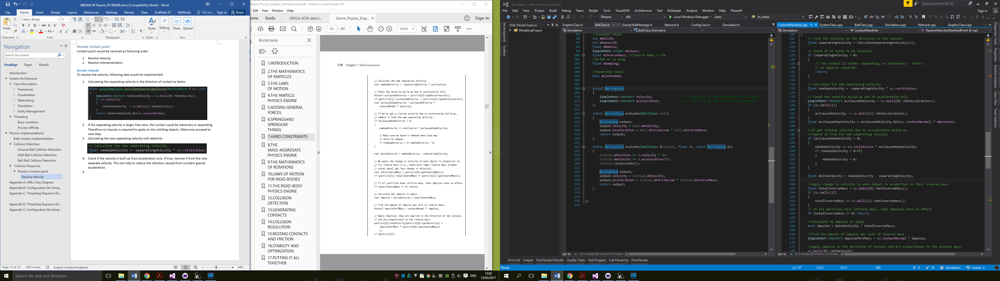 08024ACW Report_201308286.docx [Compatibility Mode] - Word
File Home Insert Design Layout References Mailings Review View EndNote X7 RefWorks Tell me... Sign in Share
Calibri (Body) 11
Paste
Styles
Editing
Share Upload
Clipboard Font Paragraph Styles Box
Navigation
Search document
Headings Pages Results
Introduction
System Architecture
Class Description
Framework
Visualisation
Networking
Simulation
Entity Management
Threading
Race condition
Process Affinity
Physics implementations
Balls motion implementation
Collision Detection
Ground-Ball Collision Detection
Wall-Ball Collision Detection
Ball-Ball Collision Detection
Collision Response
Resolve Contact point
Resolve Velocity
Appendix A: UML Class Diagram
Appendix B: Configuration file Temp...
Appendix C: Threading Sequence Di...
Appendix D: Threading Sequence Di...
Appendix C: Configuration file temp...
Resolve Contact point
Contact point would be resolved as following order:
1. Resolve Velocity
2. Resolve Interpenetration
Resolve Velocity
To resolve the velocity, following step would be implemented:
1. Calculating the separating velocity in the direction of contact as below
float ContactManifold::CalculateSeparatingVelocity(ManifoldPoint & mp) const
{
SimpleMath::Vector3 relativeVelocity = mp.balls[0]->GetVelocity();
if (mp.balls[1])
{
relativeVelocity -= mp.balls[1]->GetVelocity();
}
return relativeVelocity.Dot(mp.contactNormal);
}
2. If the separating velocity is larger than zero, the contact could be stationary or separating.
Therefore no impulse is required to apply on the colliding objects. Otherwise proceed to
next step.
3. Calculating the new separating velocity with elasticity
// Calculate the new separating velocity
float newSepVelocity = -separatingVelocity * mp.restitution;
4. Check if the velocity is built up from acceleration only. If true, remove it from the new
separate velocity. This can help to reduce the vibration caused from constant gravity
acceleration.
5.
Page 10 of 18 1953 words English (United Kingdom) 90%
Search the web and Windows
Game_Physics_Engine_Development.pdf - Adobe Acrobat Reader DC
Edit View Window Help
ome Tools 08024 ACW descri... Game_Physics_Engi... Sign In
141 / 481 76.6%
Bookmarks
1.INTRODUCTION
2.THE MATHEMATICS
OF PARTICLES
3.THE LAWS
OF MOTION
4.THE PARTICLE
PHYSICS ENGINE
5.ADDING GENERAL
FORCES
6.SPRINGSAND
SPRINGLIKE
THINGS
7.HARD CONSTRAINTS
8.THE
MASS-AGGREGATE
PHYSICS ENGINE
9.THE MATHEMATICS
OF ROTATIONS
10.LAWS OF MOTION
FOR RIGID BODIES
11.THE RIGID-BODY
PHYSICS ENGINE
12.COLLISION
DETECTION
13.GENERATING
CONTACTS
14.COLLISION
RESOLUTION
15.RESTING CONTACTS
AND FRICTION
16.STABILITY AND
OPTIMIZATION
17.PUTTING IT ALL
TOGETHER
118 Chapter 7 Hard Constraints
// Calculate the new separating velocity.
real newSepVelocity = -separatingVelocity * restitution;
// Check the velocity build-up due to acceleration only.
Vector3 accCausedVelocity = particle[0]->getAcceleration();
if (particle[1]) accCausedVelocity -= particle[1]->getAcceleration();
real accCausedSepVelocity = accCausedVelocity *
contactNormal * duration;
// If we've got a closing velocity due to acceleration build-up,
// remove it from the new separating velocity.
if (accCausedSepVelocity < 0)
{
newSepVelocity += restitution * accCausedSepVelocity;
// Make sure we haven't removed more than was
// there to remove.
if (newSepVelocity < 0) newSepVelocity = 0;
}
real deltaVelocity = newSepVelocity - separatingVelocity;
// We apply the change in velocity to each object in proportion to
// its inverse mass (i.e., those with lower inverse mass [higher
// actual mass] get less change in velocity).
real totalInverseMass = particle[0]->getInverseMass();
if (particle[1]) totalInverseMass += particle[1]->getInverseMass();
// If all particles have infinite mass, then impulses have no effect.
if (totalInverseMass <= 0) return;
// Calculate the impulse to apply.
real impulse = deltaVelocity / totalInverseMass;
// Find the amount of impulse per unit of inverse mass.
Vector3 impulsePerIMass = contactNormal * impulse;
// Apply impulses: they are applied in the direction of the contact,
// and are proportional to the inverse mass.
particle[0]->setVelocity(particle[0]->getVelocity() +
impulsePerIMass * particle[0]->getInverseMass()
);
if (particle[1])
ENG 13:02
15/05/2017
Simulation - Microsoft Visual Studio
Quick Launch (Ctrl+Q)
File Edit View Project Build Debug Team Nsight Tools VisualSVN Architecture Test ReSharper Analyze Window Help Parasoft Sign in
Release x64 Local Windows Debugger Auto m_states
Server Explorer
Toolbox
UML Model Explorer
ModelingProject
GraphicClass.h BallClass.h GravityWellManager.h Network.h ConfigClass.h Simulation.h
Simulation BallClass::Derivative
95 //Constant State
96 int mBallID;
97 int mOwenerID;
98 float mRadius;
99 SimpleMath::Color mColour;
100 float mInverseMass; //Inverse Mass = 1/m
101 //0.995 as no drag
102 float mDamping;
103
104 //Ownership State
105 bool mContended;
106
107
108 struct Derivative
109 {
110 SimpleMath::Vector3 velocity; ///< velocity is the derivative of position.
111 SimpleMath::Vector3 acceleration; ///< force in the derivative of momentum.
112 };
113
114 static Derivative evaluate(BallClass ball)
115 {
116 Derivative output;
117 output.velocity = ball.mVelocity;
118 output.acceleration = ball.mForceAccum * ball.mInverseMass;
119 return output;
120 }
121
122 static Derivative evaluate(BallClass &initial, float dt, const Derivative &d)
123 {
124 initial.mPosition += d.velocity * dt;
125 initial.mVelocity += d.acceleration*dt;
126 initial.recalculate();
127
128 Derivative output;
129 output.velocity = initial.mVelocity;
130 output.acceleration = initial.mForceAccum * initial.mInverseMass;
131 return output;
132 }
133
134
135 };
136
100 % 0 changes | 0 authors, 0 changes
ContactManifold.cpp SystemClass.cpp BallClass.cpp Simulation.cpp Network.cpp GraphicClass.cpp
Simulation ContactManifold ResolveVelocity(ManifoldPoint & mp)
122 {
123 // Find the velocity in the direction of the contact
124 float separatingVelocity = CalculateSeparatingVelocity(mp);
125
126 // Check if it needs to be resolved
127 if (separatingVelocity > 0)
128 {
129 // The contact is either separating, or stationary - there's
130 // no impulse required.
131 return;
132 }
133
134 // Calculate the new separating velocity
135 float newSepVelocity = -separatingVelocity * mp.restitution;
136
137 // Check the velocity build-up due to acceleration only
138 SimpleMath::Vector3 accCausedVelocity = mp.balls[0]->GetAccleration();
139 if (mp.balls[1])
140 {
141 accCausedVelocity -= mp.balls[1]->GetAccleration();
142 }
143 float accCausedSepVelocity = accCausedVelocity.Dot(mp.contactNormal) * mDuration;
144
145 //if got closing velocity due to acceleration build-up,
146 //remove it from the new separating velocity
147 if (accCausedSepVelocity < 0)
148 {
149 newSepVelocity += mp.restitution * accCausedSepVelocity;
150 if (newSepVelocity < 0.1f)
151 {
152 newSepVelocity = 0;
153 }
154 }
155
156 float deltaVelocity = newSepVelocity - separatingVelocity;
157
158 //Apply change in velocity to each object in proportion to their inverse mass
159 float totalInverseMass = mp.balls[0]->GetInverseMass();
160 if (mp.balls[1])
161 {
162 totalInverseMass += mp.balls[1]->GetInverseMass();
163 }
164 // If all particles have infinite mass, then impulses have no effect
165 if (totalInverseMass <= 0) return;
166
167 //Calculate te impulse to apply
168 auto impulse = deltaVelocity / totalInverseMass;
169
170 //Find the amount of impulse per unit of inverse mass
171 SimpleMath::Vector3 impulsePerIMass = mp.contactNormal * impulse;
172
173 //Apply impulse in the direction of contact and are proportional to the inverse mass
174 mp.balls[0]->SetVelocity(
100 % 0 changes | 0 authors, 0 changes
Diagnostic Tools
Properties
Solution Explorer
Class View
Team Explorer
Error List Output Find Symbol Results Quality Tasks Test Progress Call Hierarchy Find Results
Ready Ln 157 Col 5 Ch 5 INS 0 16 Simulation master